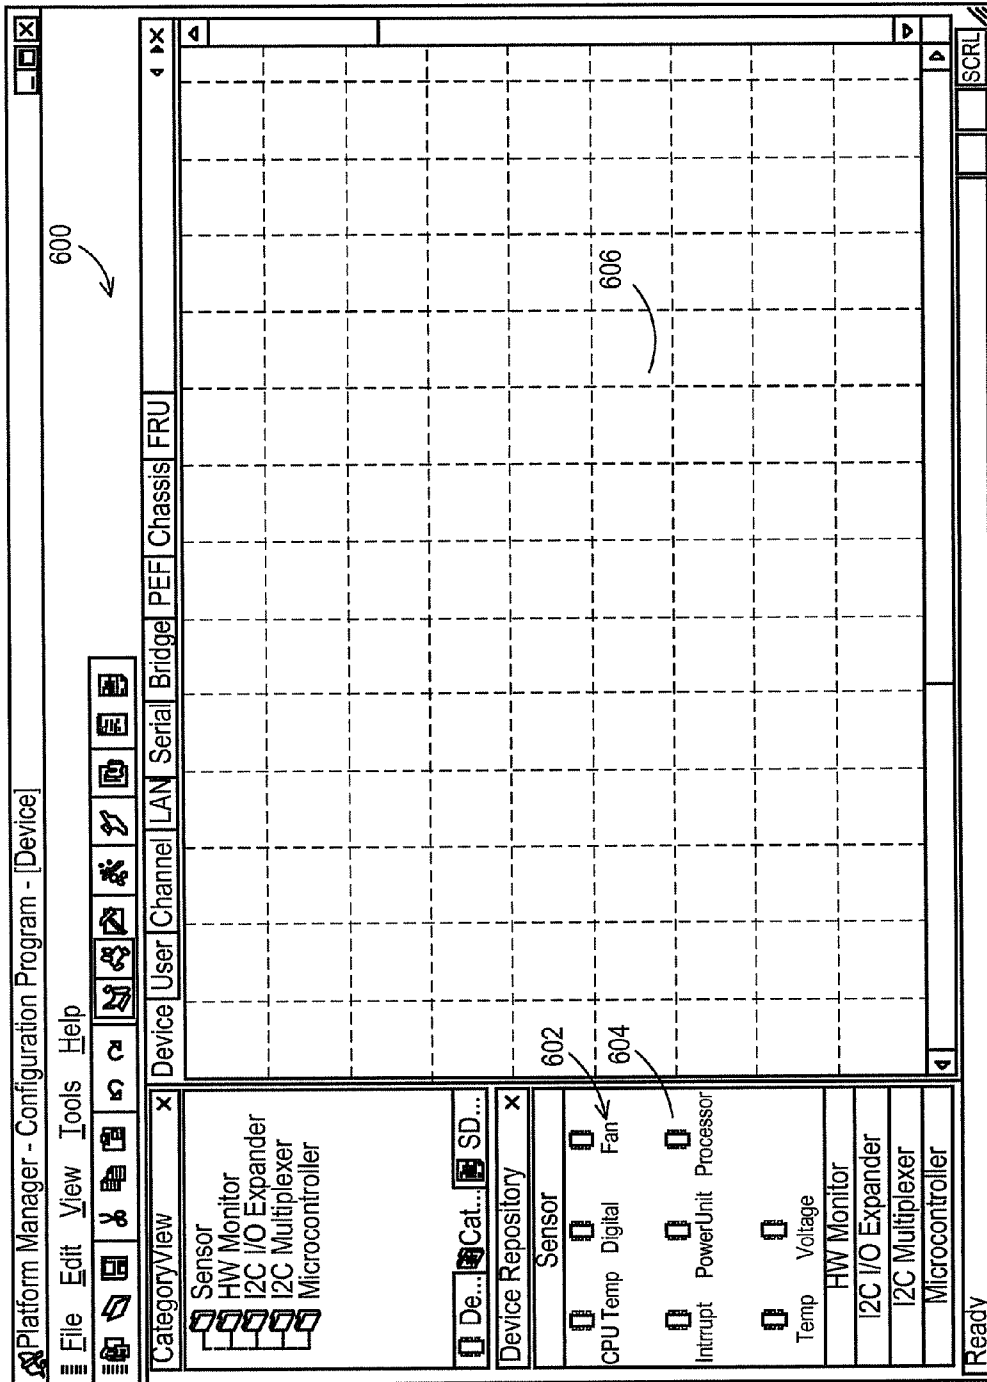 Platform Manager - Configuration Program - [Device]
File Edit View Tools Help
600
CategoryView
Sensor
HW Monitor
I2C I/O Expander
I2C Multiplexer
Microcontroller
De... Cat... SD...
Device Repository
Sensor
CPU Temp Digital Fan
Intrrupt PowerUnit Processor
Temp Voltage
HW Monitor
I2C I/O Expander
I2C Multiplexer
Microcontroller
602
604
Device User Channel LAN Serial Bridge PEF Chassis FRU
606
Ready
SCRL